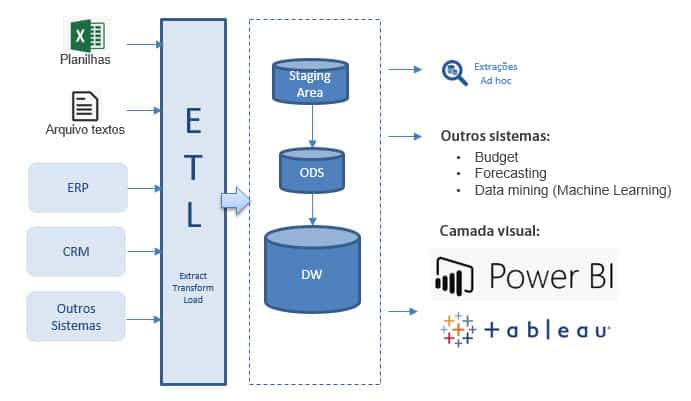 Planilhas
Arquivo textos
ERP
CRM
Outros
Sistemas
E
T
L
Extract
Transform
Load
Staging
Area
ODS
DW
Extrações
Ad hoc
Outros sistemas:
• Budget
• Forecasting
• Data mining (Machine Learning)
Camada visual:
Power BI
+ a b l e a u